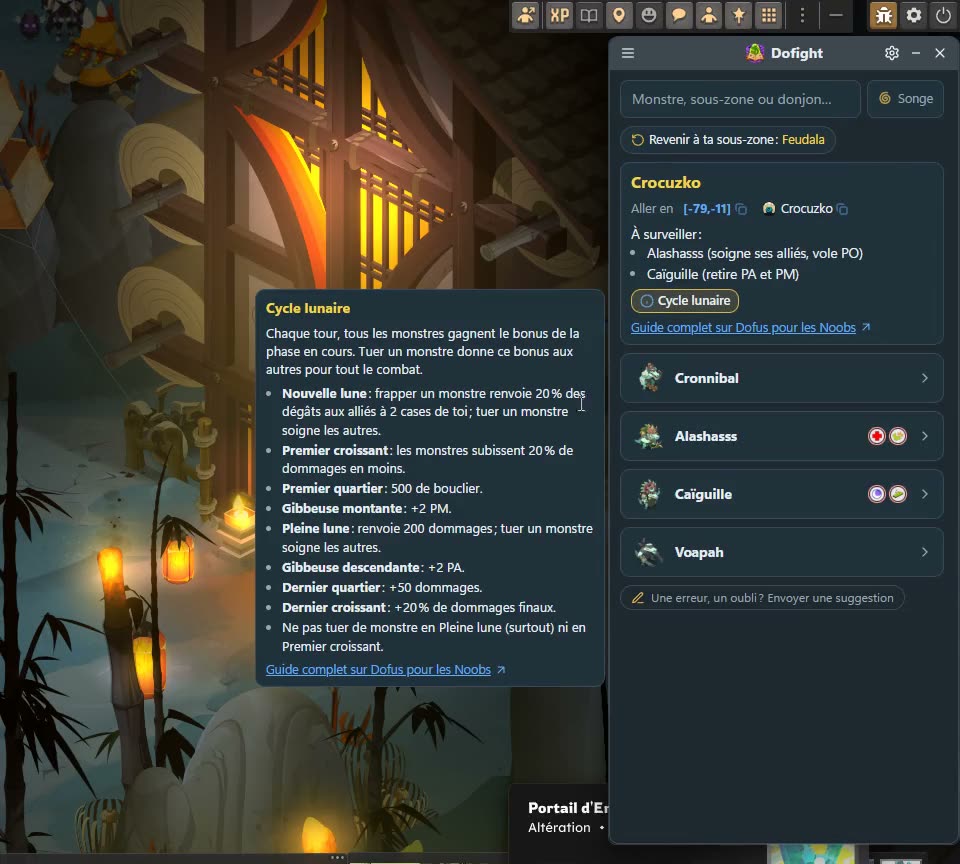 XP
Dofight
Monstre, sous-zone ou donjon...
Songe
Revenir à ta sous-zone : Feudala
Crocuzko
Aller en [-79,-11] Crocuzko
À surveiller :
Alashasss (soigne ses alliés, vole PO)
Caïguille (retire PA et PM)
Cycle lunaire
Guide complet sur Dofus pour les Noobs
Cronnibal
Alashasss
Caïguille
Voapah
Une erreur, un oubli ? Envoyer une suggestion
Cycle lunaire
Chaque tour, tous les monstres gagnent le bonus de la
phase en cours. Tuer un monstre donne ce bonus aux
autres pour tout le combat.
Nouvelle lune : frapper un monstre renvoie 20 % des
dégâts aux alliés à 2 cases de toi ; tuer un monstre
soigne les autres.
Premier croissant : les monstres subissent 20 % de
dommages en moins.
Premier quartier : 500 de bouclier.
Gibbeuse montante : +2 PM.
Pleine lune : renvoie 200 dommages ; tuer un monstre
soigne les autres.
Gibbeuse descendante : +2 PA.
Dernier quartier : +50 dommages.
Dernier croissant : +20 % de dommages finaux.
Ne pas tuer de monstre en Pleine lune (surtout) ni en
Premier croissant.
Guide complet sur Dofus pour les Noobs
Portail d'E
Altération •